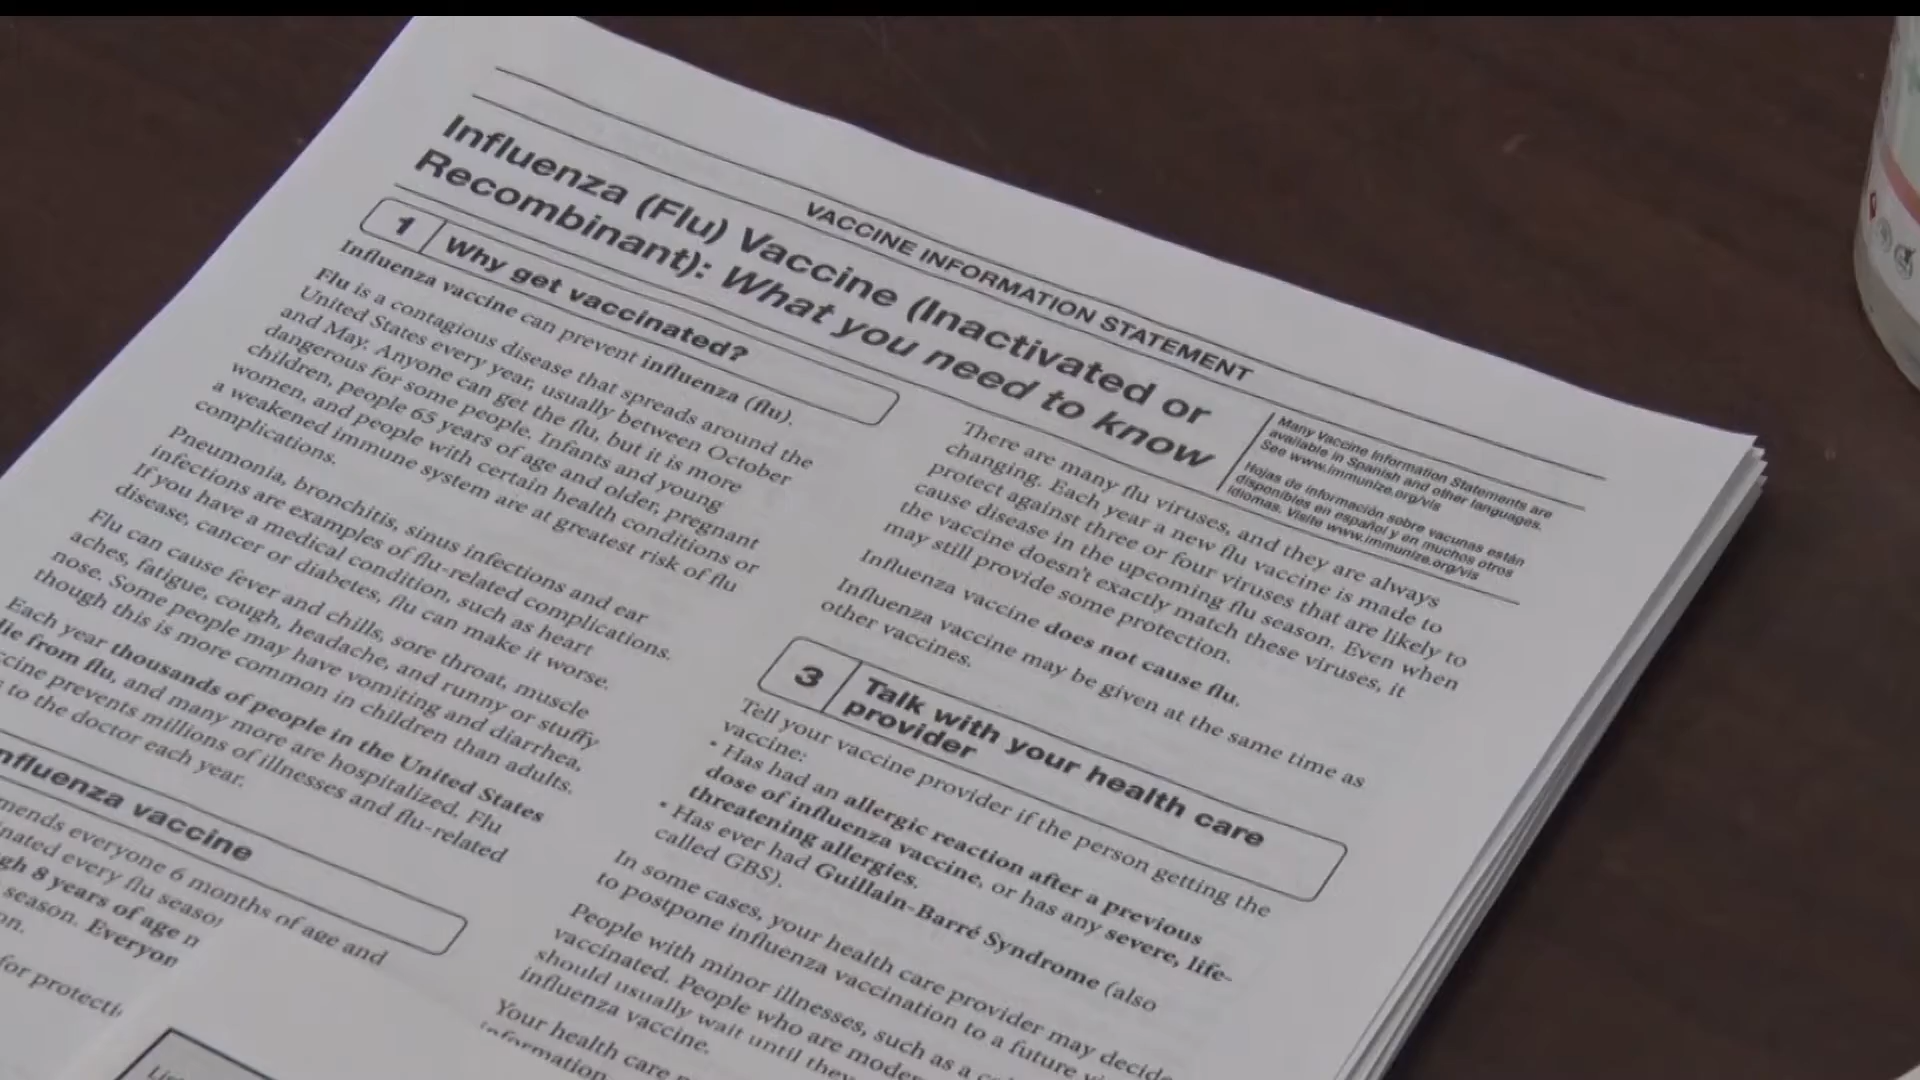 VACCINE INFORMATION STATEMENT
Influenza (Flu) Vaccine (Inactivated or
Recombinant): What you need to know
Many Vaccine Information Statements are
available in Spanish and other languages.
See www.immunize.org/vis
Hojas de información sobre vacunas están
disponibles en español y en muchos otros
idiomas. Visite www.immunize.org/vis
1 Why get vaccinated?
Influenza vaccine can prevent influenza (flu).
Flu is a contagious disease that spreads around the
United States every year, usually between October
and May. Anyone can get the flu, but it is more
dangerous for some people. Infants and young
children, people 65 years of age and older, pregnant
women, and people with certain health conditions or
a weakened immune system are at greatest risk of flu
complications.
Pneumonia, bronchitis, sinus infections and ear
infections are examples of flu-related complications.
If you have a medical condition, such as heart
disease, cancer or diabetes, flu can make it worse.
Flu can cause fever and chills, sore throat, muscle
aches, fatigue, cough, headache, and runny or stuffy
nose. Some people may have vomiting and diarrhea,
though this is more common in children than adults.
Each year thousands of people in the United States
from flu, and many more are hospitalized. Flu
prevents millions of illnesses and flu-related
to the doctor each year.
nfluenza vaccine
mends everyone 6 months of age and
every flu
8 years of age
season. Everyon
for
There are many flu viruses, and they are always
changing. Each year a new flu vaccine is made to
protect against three or four viruses that are likely to
cause disease in the upcoming flu season. Even when
the vaccine doesn't exactly match these viruses, it
may still provide some protection.
Influenza vaccine does not cause flu.
Influenza vaccine may be given at the same time as
other vaccines.
3 Talk with your health care
provider
Tell your vaccine provider if the person getting the
vaccine:
• Has had an allergic reaction after a previous
dose of influenza vaccine, or has any severe, life-
threatening allergies.
• Has ever had Guillain-Barré Syndrome (also
called GBS).
In some cases, your health care provider may decide
to postpone influenza vaccination to a future
People with minor illnesses, such as a
vaccinated. People who are
should usually wait until they
influenza vaccine.
Your health care
information.